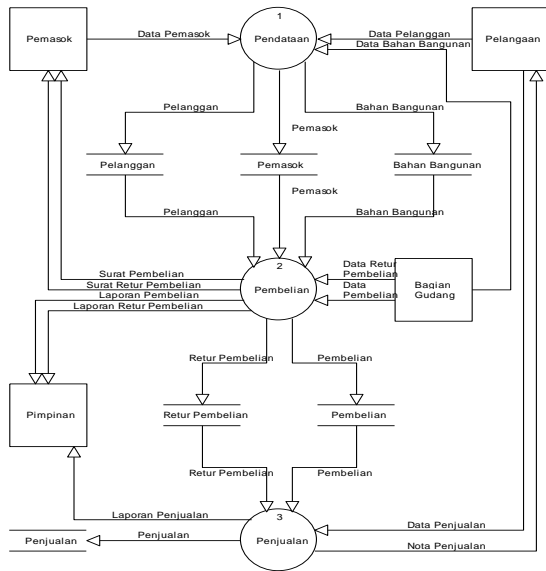 1
Pemasok
Data Pemasok
Pendataan
Data Pelanggan
Data Bahan Bangunan
Pelangaan
Pelanggan
Pemasok
Bahan Bangunan
Pelanggan
Pemasok
Bahan Bangunan
Pelanggan
Pemasok
Bahan Bangunan
2
Pembelian
Surat Pembelian
Surat Retur Pembelian
Laporan Pembelian
Laporan Retur Pembelian
Data Retur
Pembelian
Data
Pembelian
Bagian
Gudang
Retur Pembelian
Pembelian
Pimpinan
Retur Pembelian
Pembelian
Retur Pembelian
Pembelian
Laporan Penjualan
3
Penjualan
Penjualan
Penjualan
Data Penjualan
Nota Penjualan